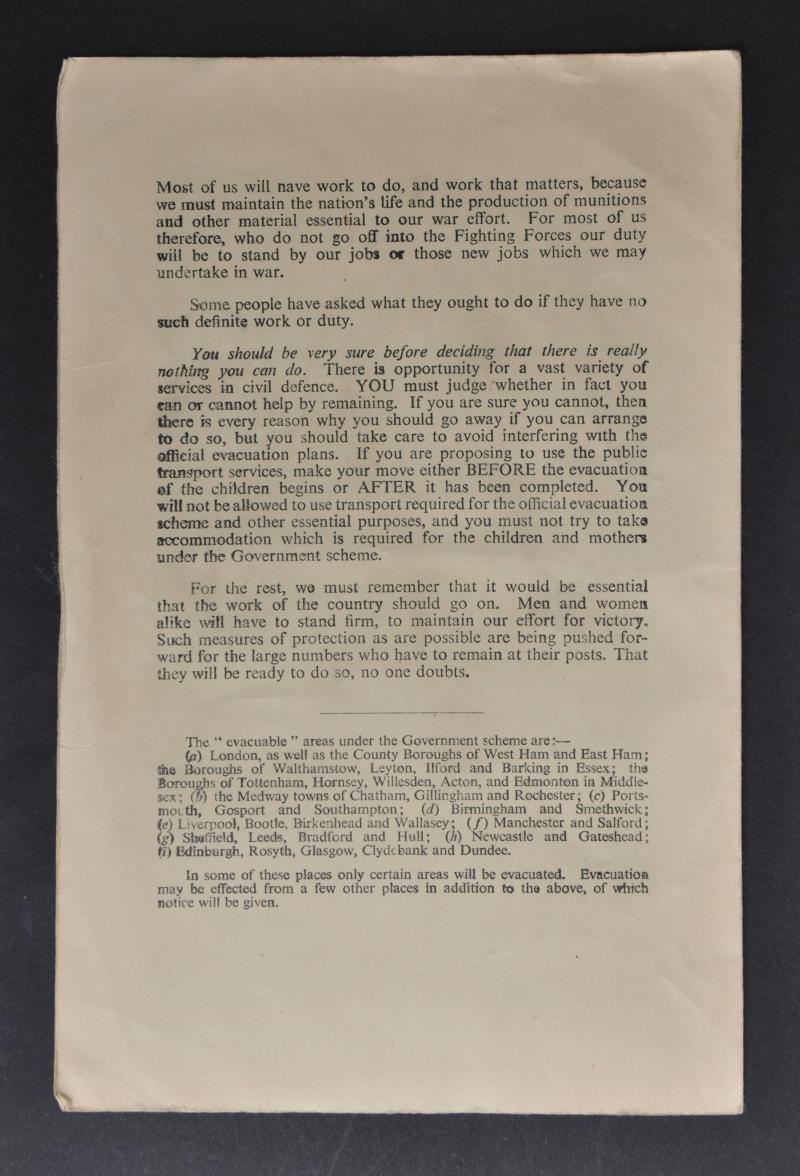 Most of us will have work to do, and work that matters, because
we must maintain the nation's life and the production of munitions
and other material essential to our war effort. For most of us
therefore, who do not go off into the Fighting Forces our duty
will be to stand by our jobs or those new jobs which we may
undertake in war.
Some people have asked what they ought to do if they have no
such definite work or duty.
You should be very sure before deciding that there is really
nothing you can do. There is opportunity for a vast variety of
services in civil defence. YOU must judge whether in fact you
can or cannot help by remaining. If you are sure you cannot, then
there is every reason why you should go away if you can arrange
to do so, but you should take care to avoid interfering with the
official evacuation plans. If you are proposing to use the public
transport services, make your move either BEFORE the evacuation
of the children begins or AFTER it has been completed. You
will not be allowed to use transport required for the official evacuation
scheme and other essential purposes, and you must not try to take
accommodation which is required for the children and mothers
under the Government scheme.
For the rest, we must remember that it would be essential
that the work of the country should go on. Men and women
alike will have to stand firm, to maintain our effort for victory.
Such measures of protection as are possible are being pushed for-
ward for the large numbers who have to remain at their posts. That
they will be ready to do so, no one doubts.
The " evacuable " areas under the Government scheme are:—
(a) London, as well as the County Boroughs of West Ham and East Ham;
the Boroughs of Walthamstow, Leyton, Ilford and Barking in Essex; the
Boroughs of Tottenham, Hornsey, Willesden, Acton, and Edmonton in Middle-
sex; (b) the Medway towns of Chatham, Gillingham and Rochester; (c) Ports-
mouth, Gosport and Southampton; (d) Birmingham and Smethwick;
(e) Liverpool, Bootle, Birkenhead and Wallasey; (f) Manchester and Salford;
(g) Sheffield, Leeds, Bradford and Hull; (h) Newcastle and Gateshead;
(i) Edinburgh, Rosyth, Glasgow, Clydebank and Dundee.
In some of these places only certain areas will be evacuated. Evacuation
may be effected from a few other places in addition to the above, of which
notice will be given.